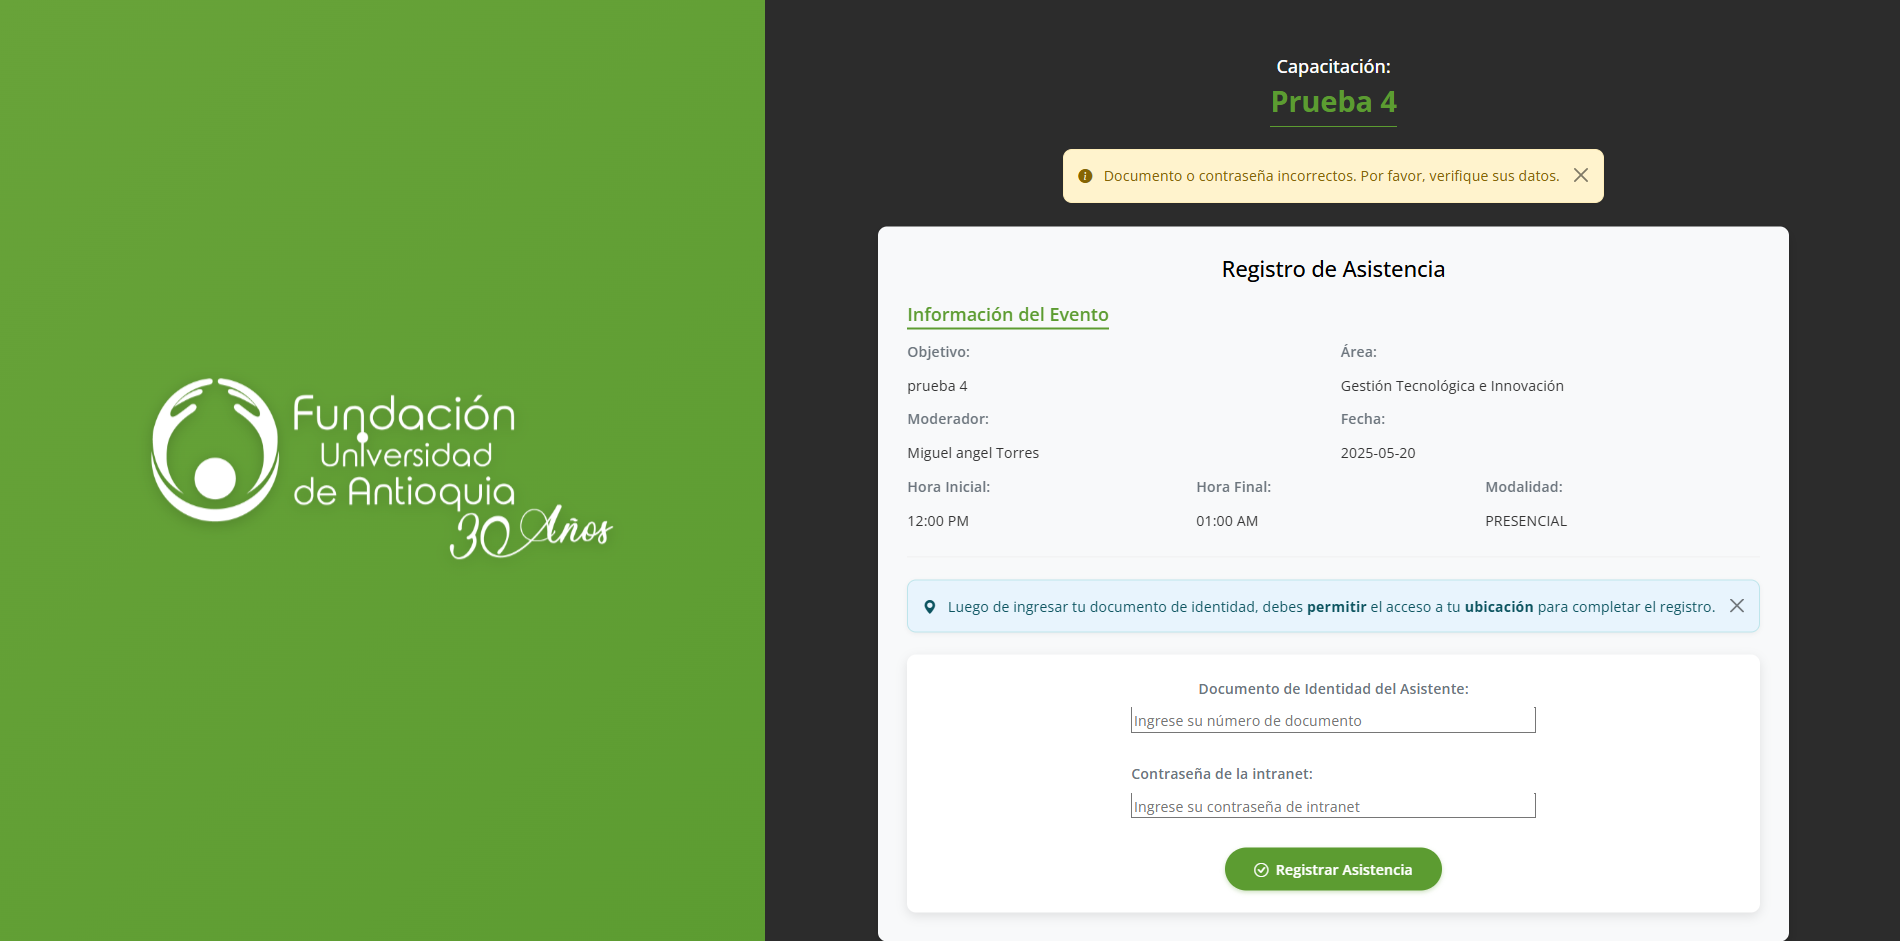 Fundación
Universidad
de Antioquia
30 Años
Capacitación:
Prueba 4
Documento o contraseña incorrectos. Por favor, verifique sus datos.
Registro de Asistencia
Información del Evento
Objetivo:
Área:
prueba 4
Gestión Tecnológica e Innovación
Moderador:
Fecha:
Miguel angel Torres
2025-05-20
Hora Inicial:
Hora Final:
Modalidad:
12:00 PM
01:00 AM
PRESENCIAL
Luego de ingresar tu documento de identidad, debes permitir el acceso a tu ubicación para completar el registro.
Documento de Identidad del Asistente:
Ingrese su número de documento
Contraseña de la intranet:
Ingrese su contraseña de intranet
Registrar Asistencia